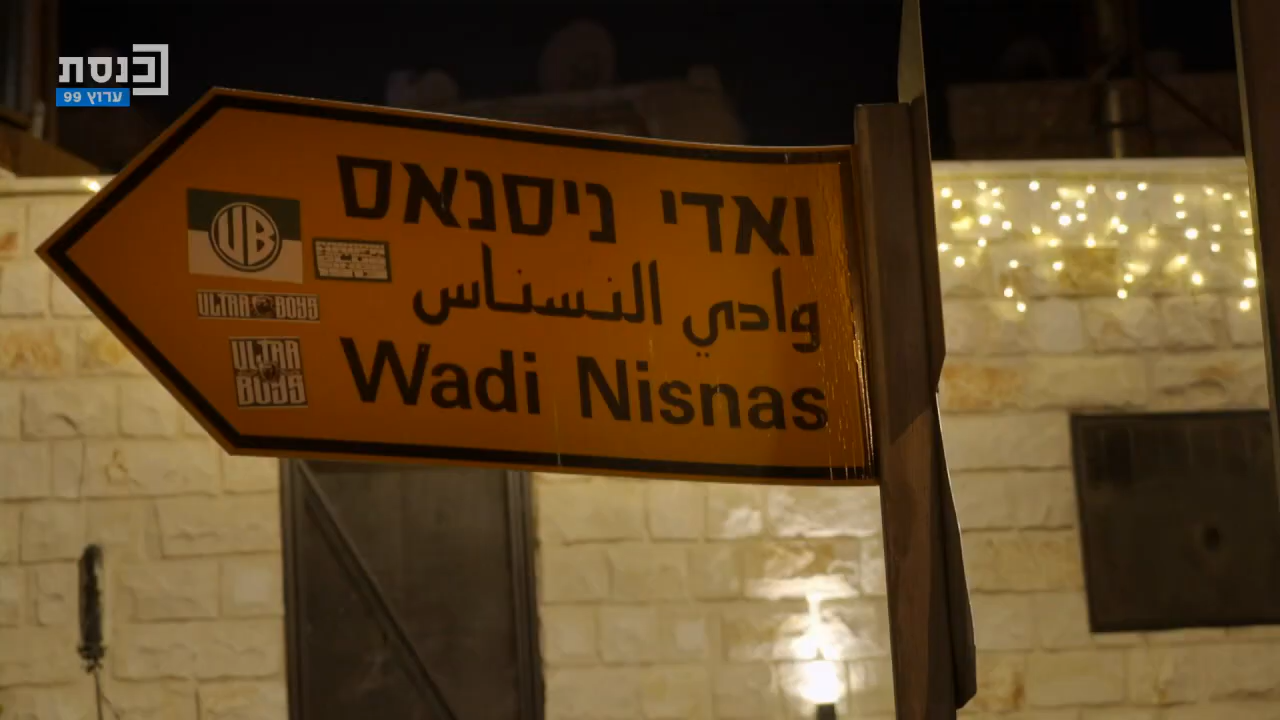 כנסת
ערוץ 99
ואדי ניסנאס
وادي النسناس
Wadi Nisnas
UB
ULTRA BOYS
ULTRA
BOYS